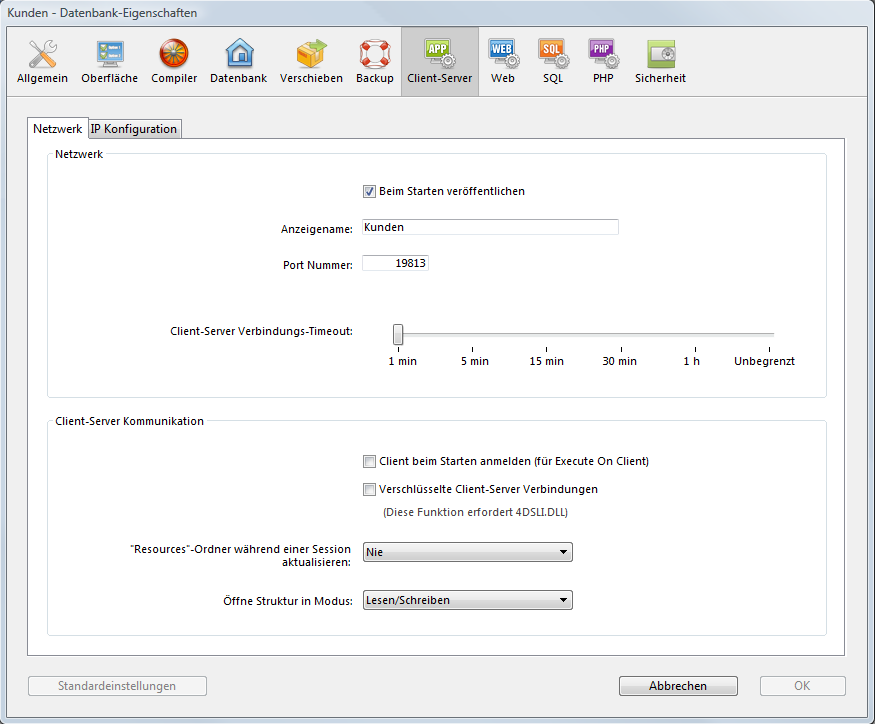 Kunden - Datenbank-Eigenschaften
APP WEB SQL PHP
Allgemein Oberfläche Compiler Datenbank Verschieben Backup Client-Server Web SQL PHP Sicherheit
Netzwerk IP Konfiguration
Netzwerk
Beim Starten veröffentlichen
Anzeigename: Kunden
Port Nummer: 19813
Client-Server Verbindungs-Timeout:
1 min 5 min 15 min 30 min 1 h Unbegrenzt
Client-Server Kommunikation
Client beim Starten anmelden (für Execute On Client)
Verschlüsselte Client-Server Verbindungen
(Diese Funktion erfordert 4DSLI.DLL)
"Resources"-Ordner während einer Session
aktualisieren: Nie
Öffne Struktur in Modus: Lesen/Schreiben
Standardeinstellungen Abbrechen OK